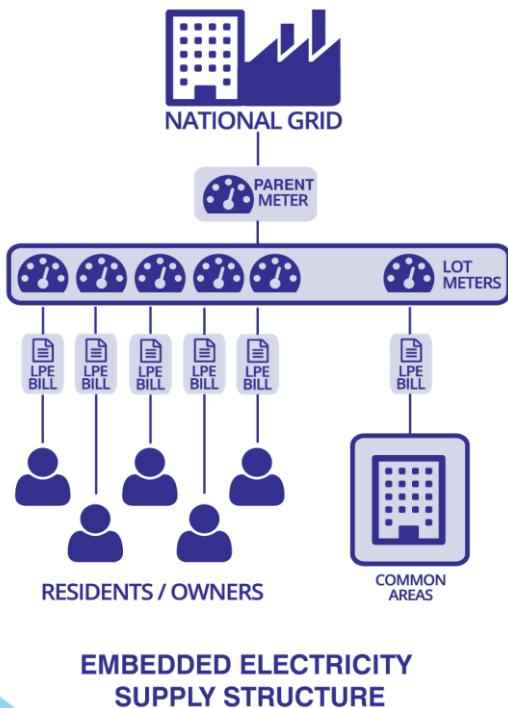 NATIONAL GRID
PARENT
METER
LOT
METERS
LPE
BILL
LPE
BILL
LPE
BILL
LPE
BILL
LPE
BILL
LPE
BILL
RESIDENTS / OWNERS
COMMON
AREAS
EMBEDDED ELECTRICITY
SUPPLY STRUCTURE